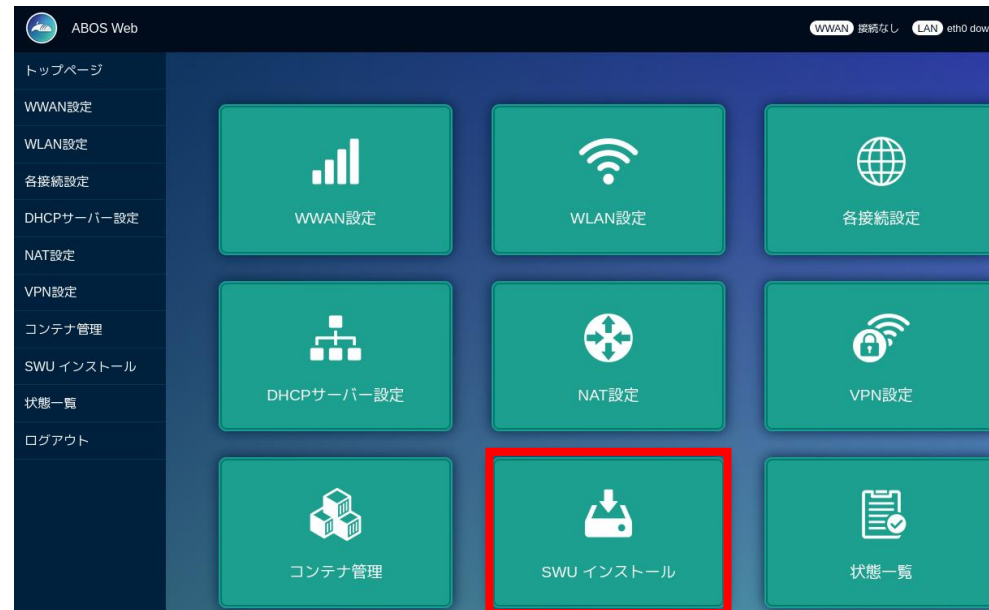 ABOS Web
WWAN 接続なし LAN eth0 dow
トップページ
WWAN設定
WLAN設定
各接続設定
DHCPサーバー設定
NAT設定
VPN設定
コンテナ管理
SWU インストール
状態一覧
ログアウト
WWAN設定
WLAN設定
各接続設定
DHCPサーバー設定
NAT設定
VPN設定
コンテナ管理
SWU インストール
状態一覧